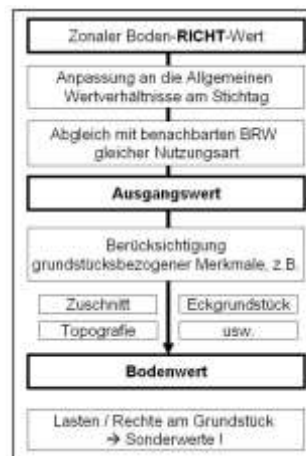 Zonaler Boden-RICHT-Wert
Anpassung an die Allgemeinen
Wertverhältnisse am Stichtag
Abgleich mit benachbarten BRW
gleicher Nutzungsart
Ausgangswert
Berücksichtigung
grundstücksbezogener Merkmale, z.B.
Zuschnitt
Eckgrundstück
Topografie
usw.
Bodenwert
Lasten / Rechte am Grundstück
→ Sonderwerte !